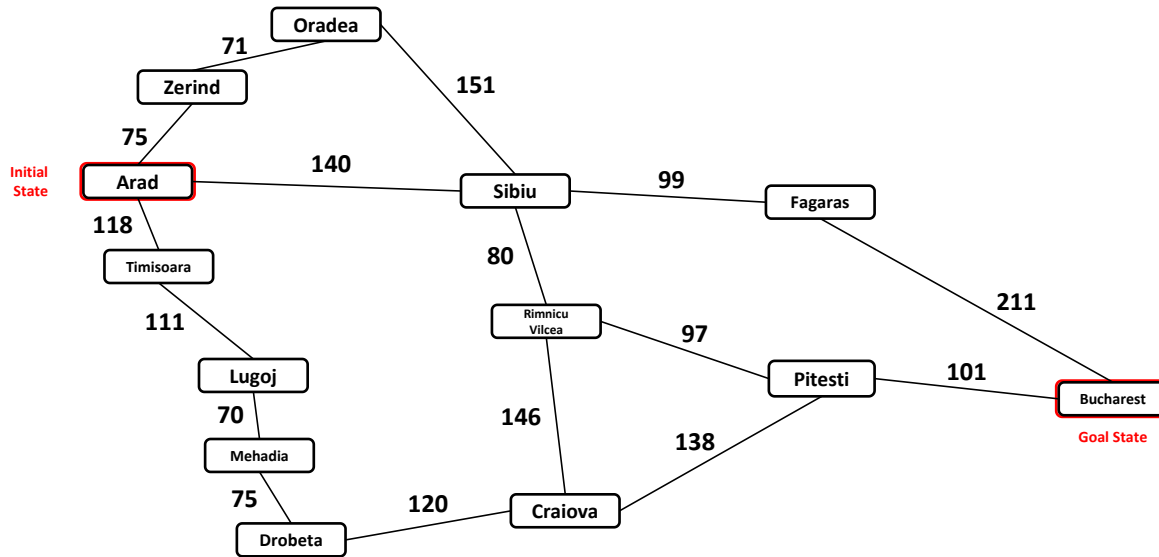 Oradea
71
Zerind
151
75
Initial
State
Arad
140
Sibiu
99
Fagaras
118
Timisoara
80
111
Rimnicu
Vilcea
97
211
Lugoj
Pitesti
101
Bucharest
70
146
138
Goal State
Mehadia
75
120
Craiova
Drobeta